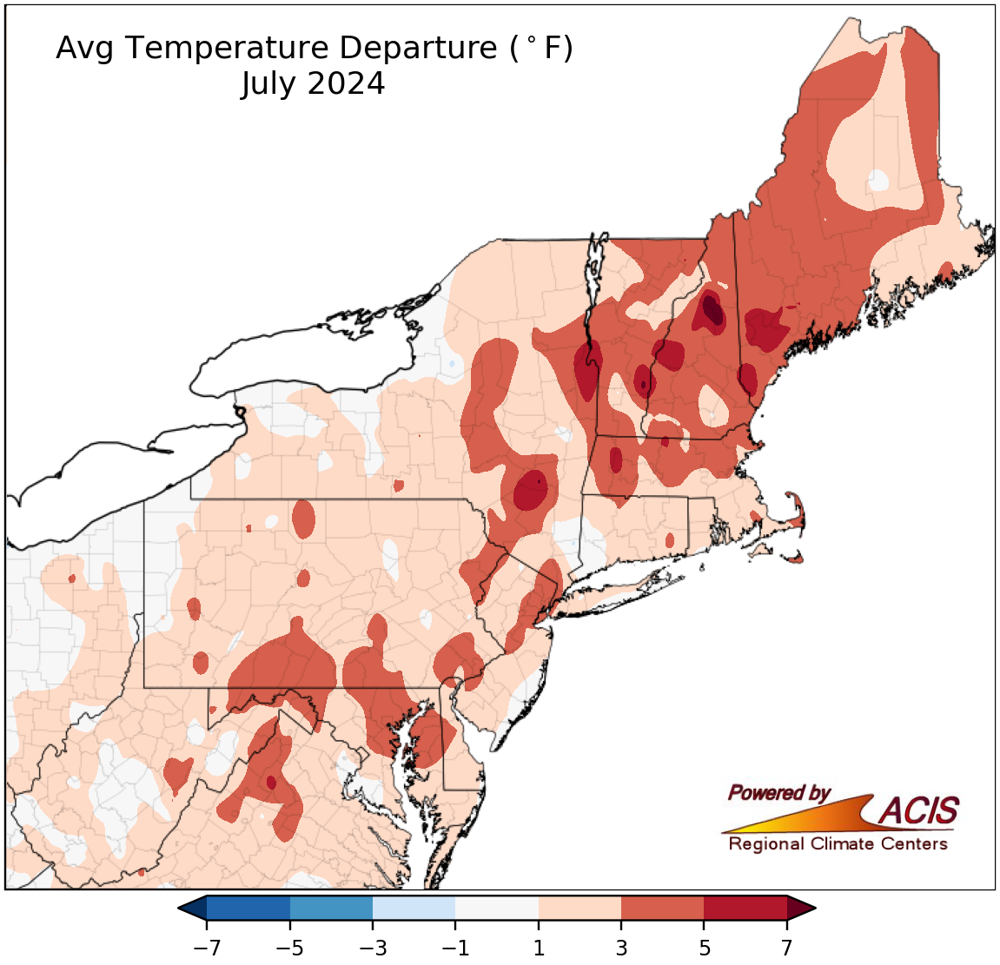 Avg Temperature Departure (°F)
July 2024
Powered by
ACIS
Regional Climate Centers
−7 −5 −3 −1 1 3 5 7